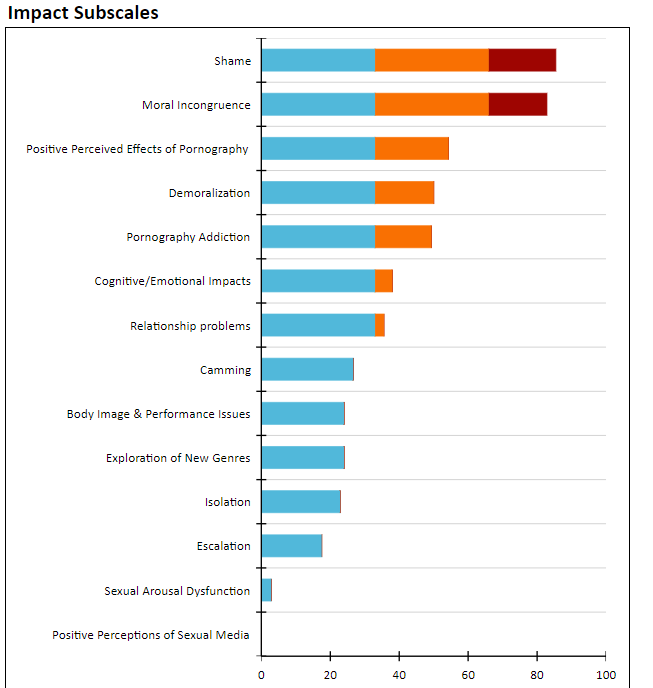 Impact Subscales
Shame
Moral Incongruence
Positive Perceived Effects of Pornography
Demoralization
Pornography Addiction
Cognitive/Emotional Impacts
Relationship problems
Camming
Body Image & Performance Issues
Exploration of New Genres
Isolation
Escalation
Sexual Arousal Dysfunction
Positive Perceptions of Sexual Media
0 20 40 60 80 100